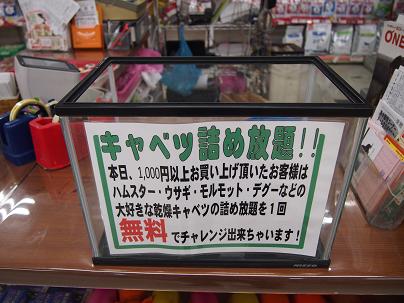 キャベツ詰め放題!!
本日、1,000円以上お買い上げ頂いたお客様は
ハムスター・ウサギ・モルモット・デグーなどの
大好きな乾燥キャベツの詰め放題を1回
無料でチャレンジ出来ちゃいます!
NISSO
ONE